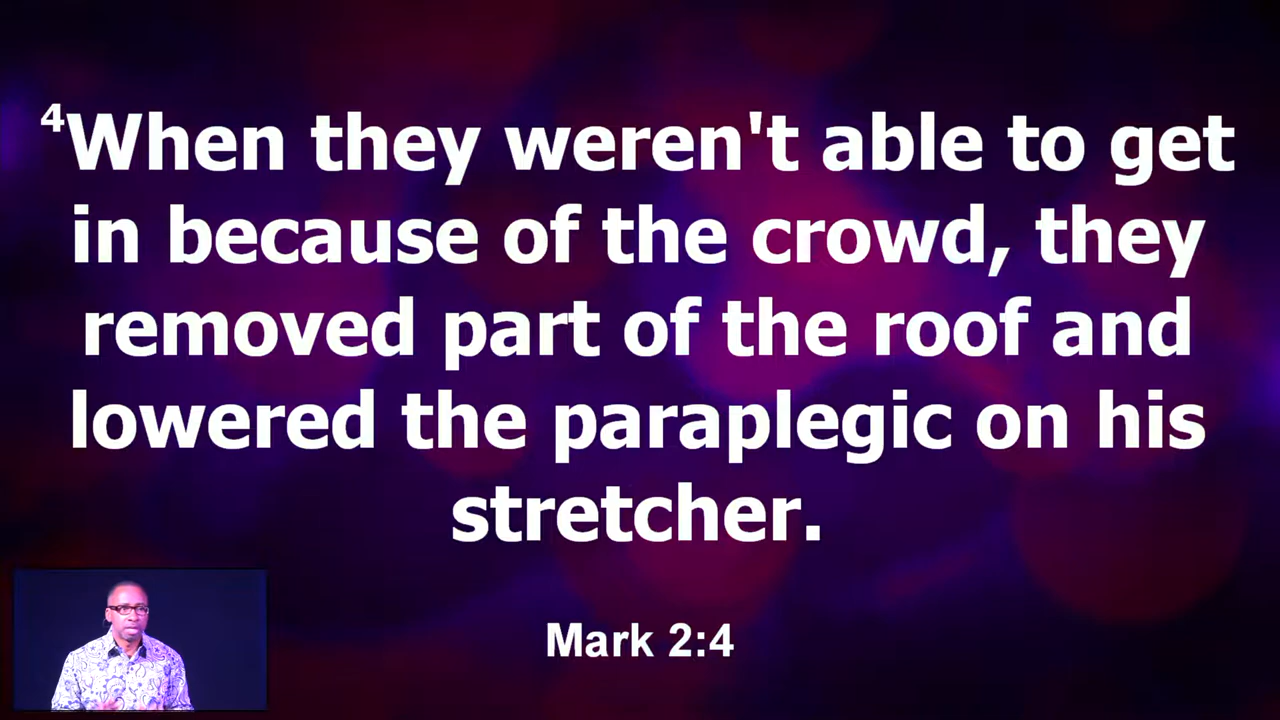 4When they weren't able to get
in because of the crowd, they
removed part of the roof and
lowered the paraplegic on his
stretcher.
Mark 2:4